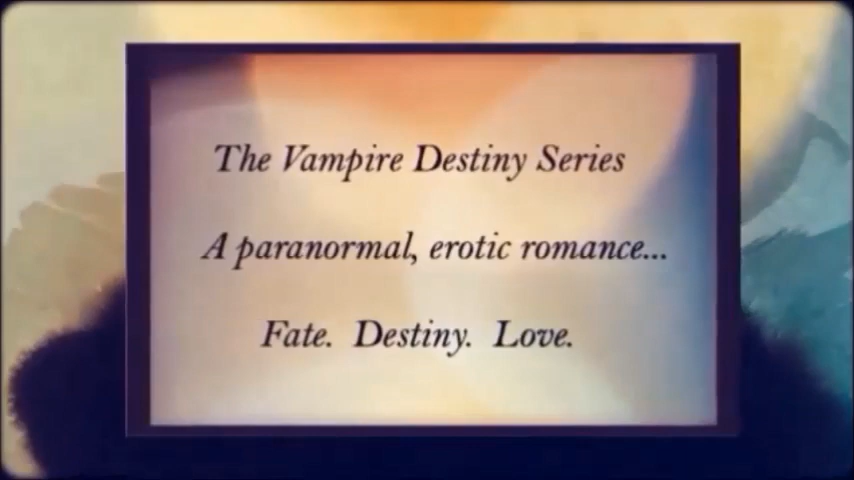 The Vampire Destiny Series
A paranormal, erotic romance...
Fate. Destiny. Love.